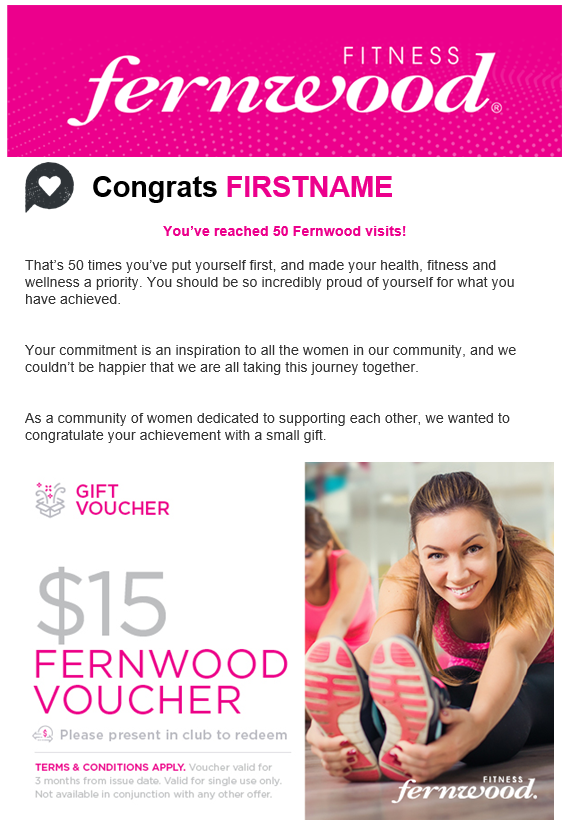 FITNESS
fernwood®
Congrats FIRSTNAME
You've reached 50 Fernwood visits!
That's 50 times you've put yourself first, and made your health, fitness and
wellness a priority. You should be so incredibly proud of yourself for what you
have achieved.
Your commitment is an inspiration to all the women in our community, and we
couldn't be happier that we are all taking this journey together.
As a community of women dedicated to supporting each other, we wanted to
congratulate your achievement with a small gift.
GIFT
VOUCHER
$15
FERNWOOD
VOUCHER
$ Please present in club to redeem
TERMS & CONDITIONS APPLY. Voucher valid for
3 months from issue date. Valid for single use only.
Not available in conjunction with any other offer.
FITNESS
fernwood.